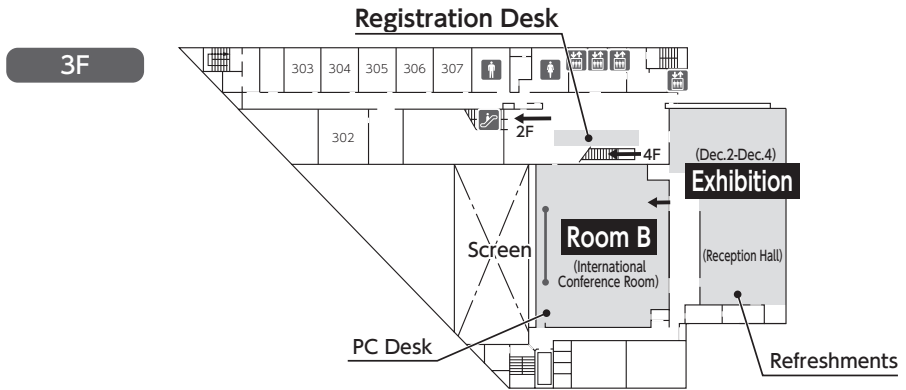 Registration Desk
3F
303
304
305
306
307
302
2F
4F
(Dec.2-Dec.4)
Exhibition
Room B
(International
Conference Room)
(Reception Hall)
Screen
PC Desk
Refreshments